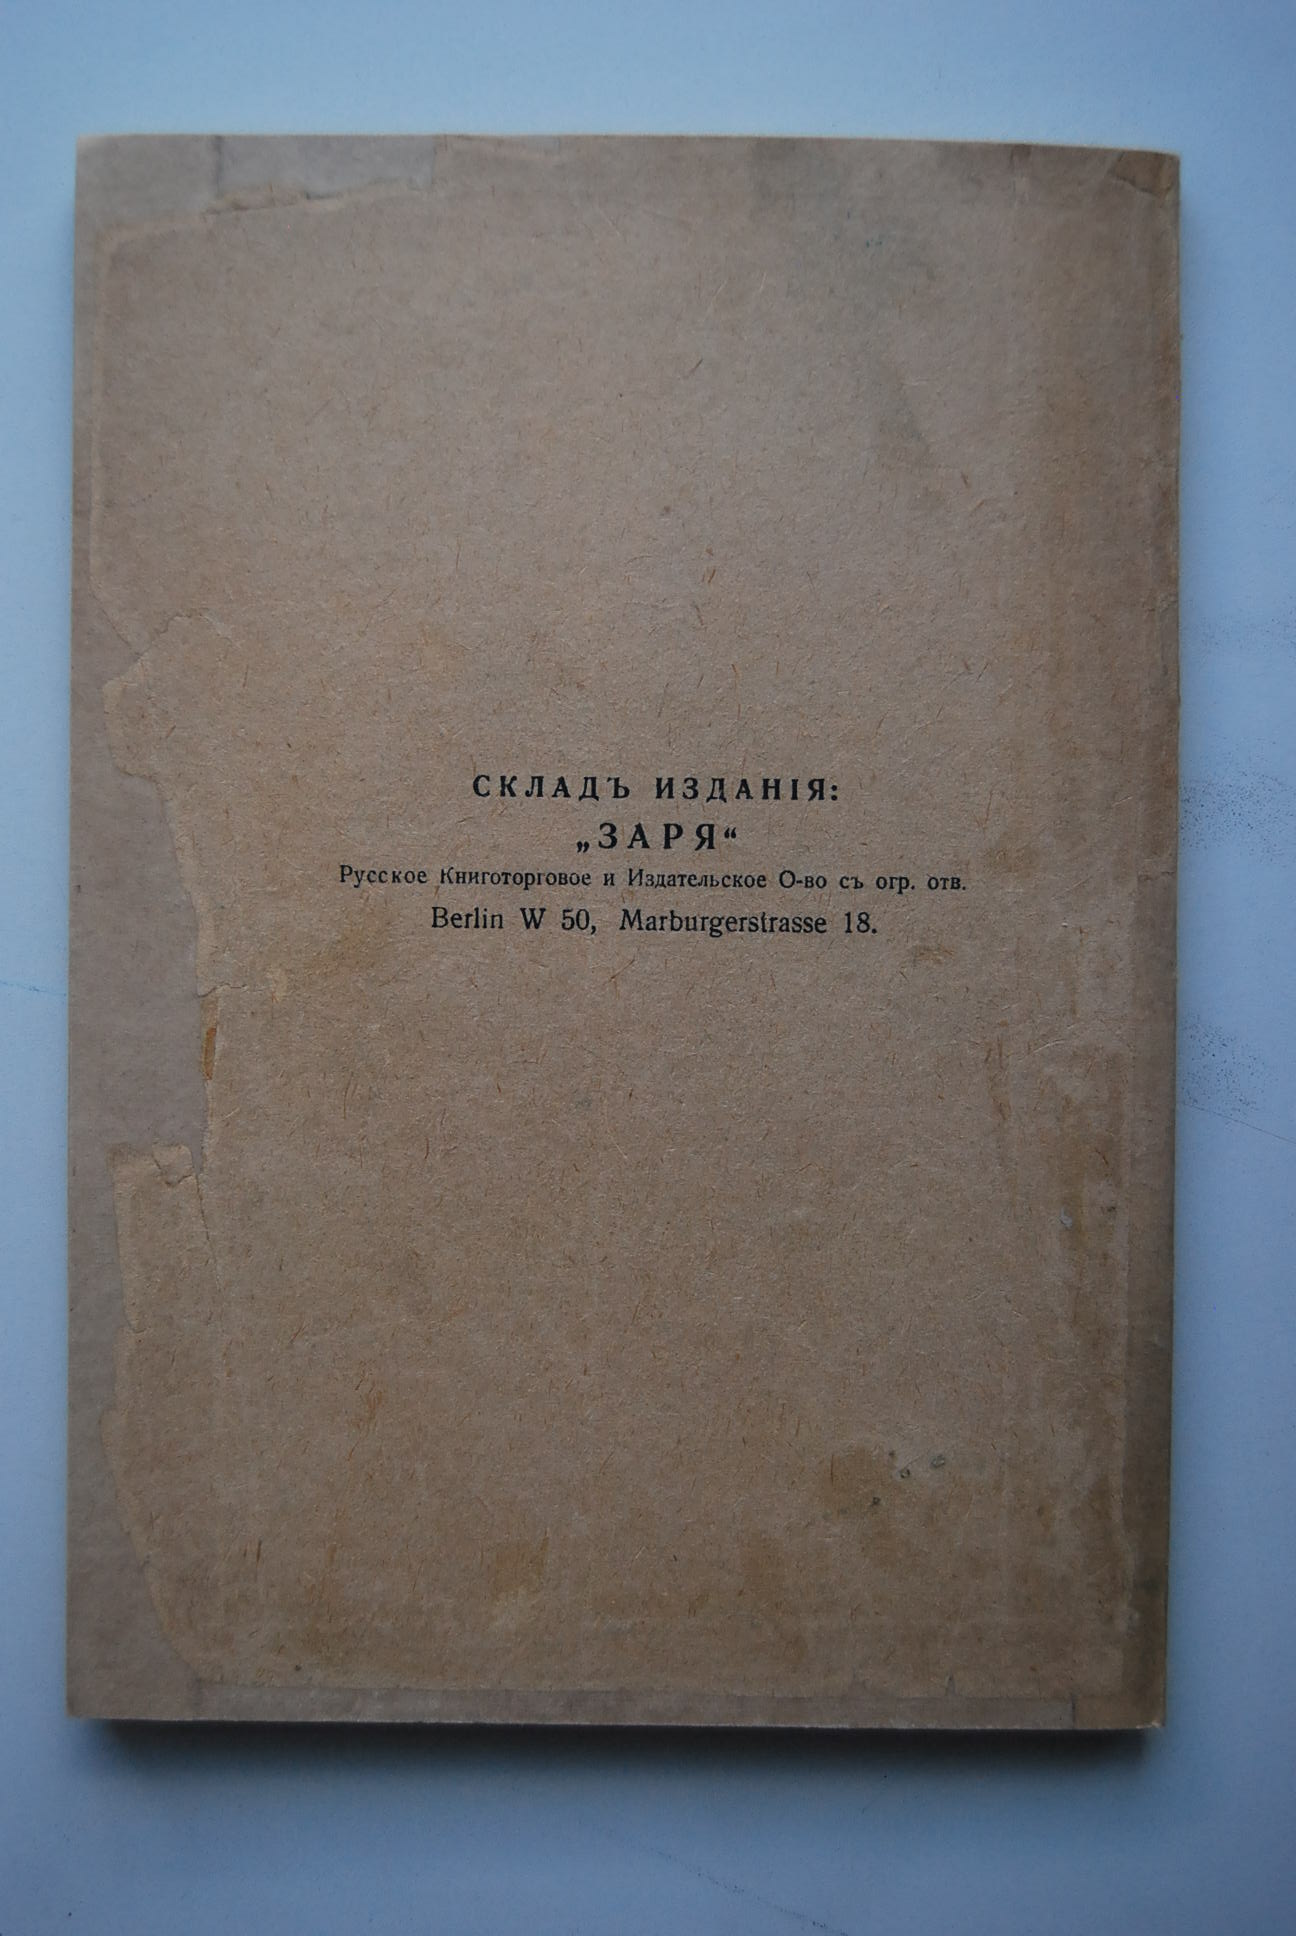 СКЛАДЪ ИЗДАНІЯ:
„ЗАРЯ“
Русское Книготорговое и Издательское О-во съ огр. отв.
Berlin W 50, Marburgerstrasse 18.